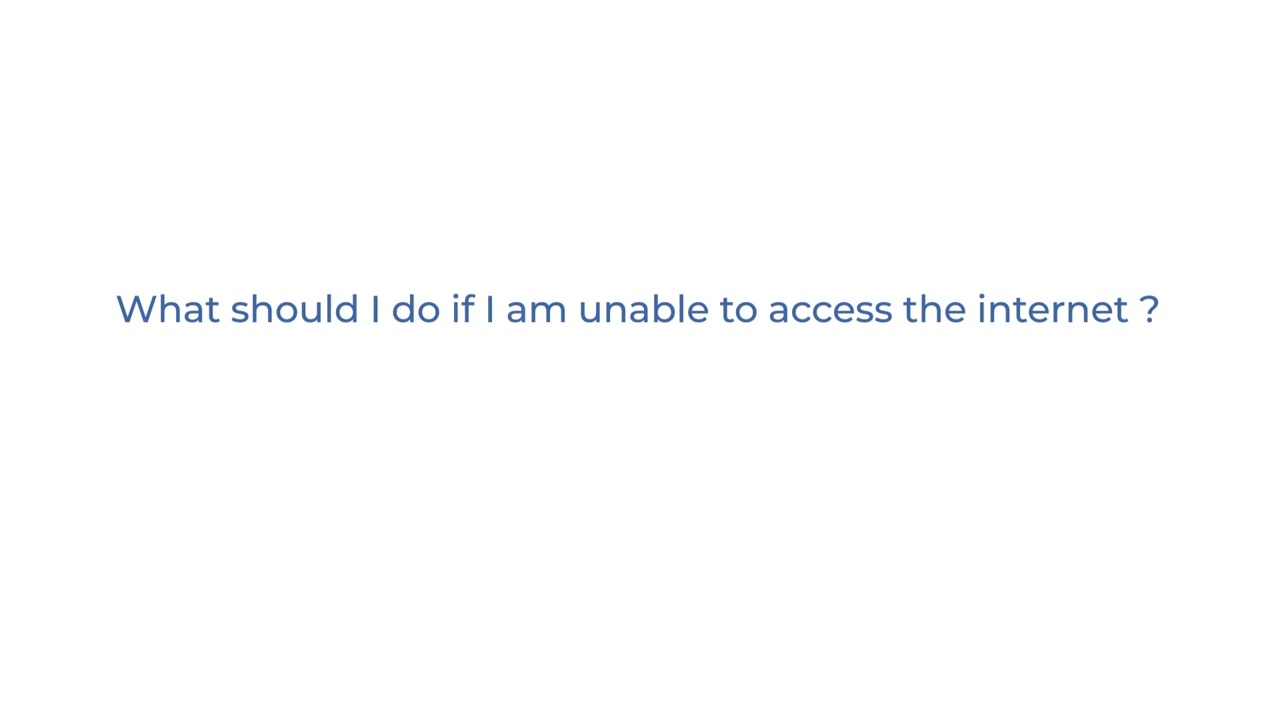 What should I do if I am unable to access the internet ?